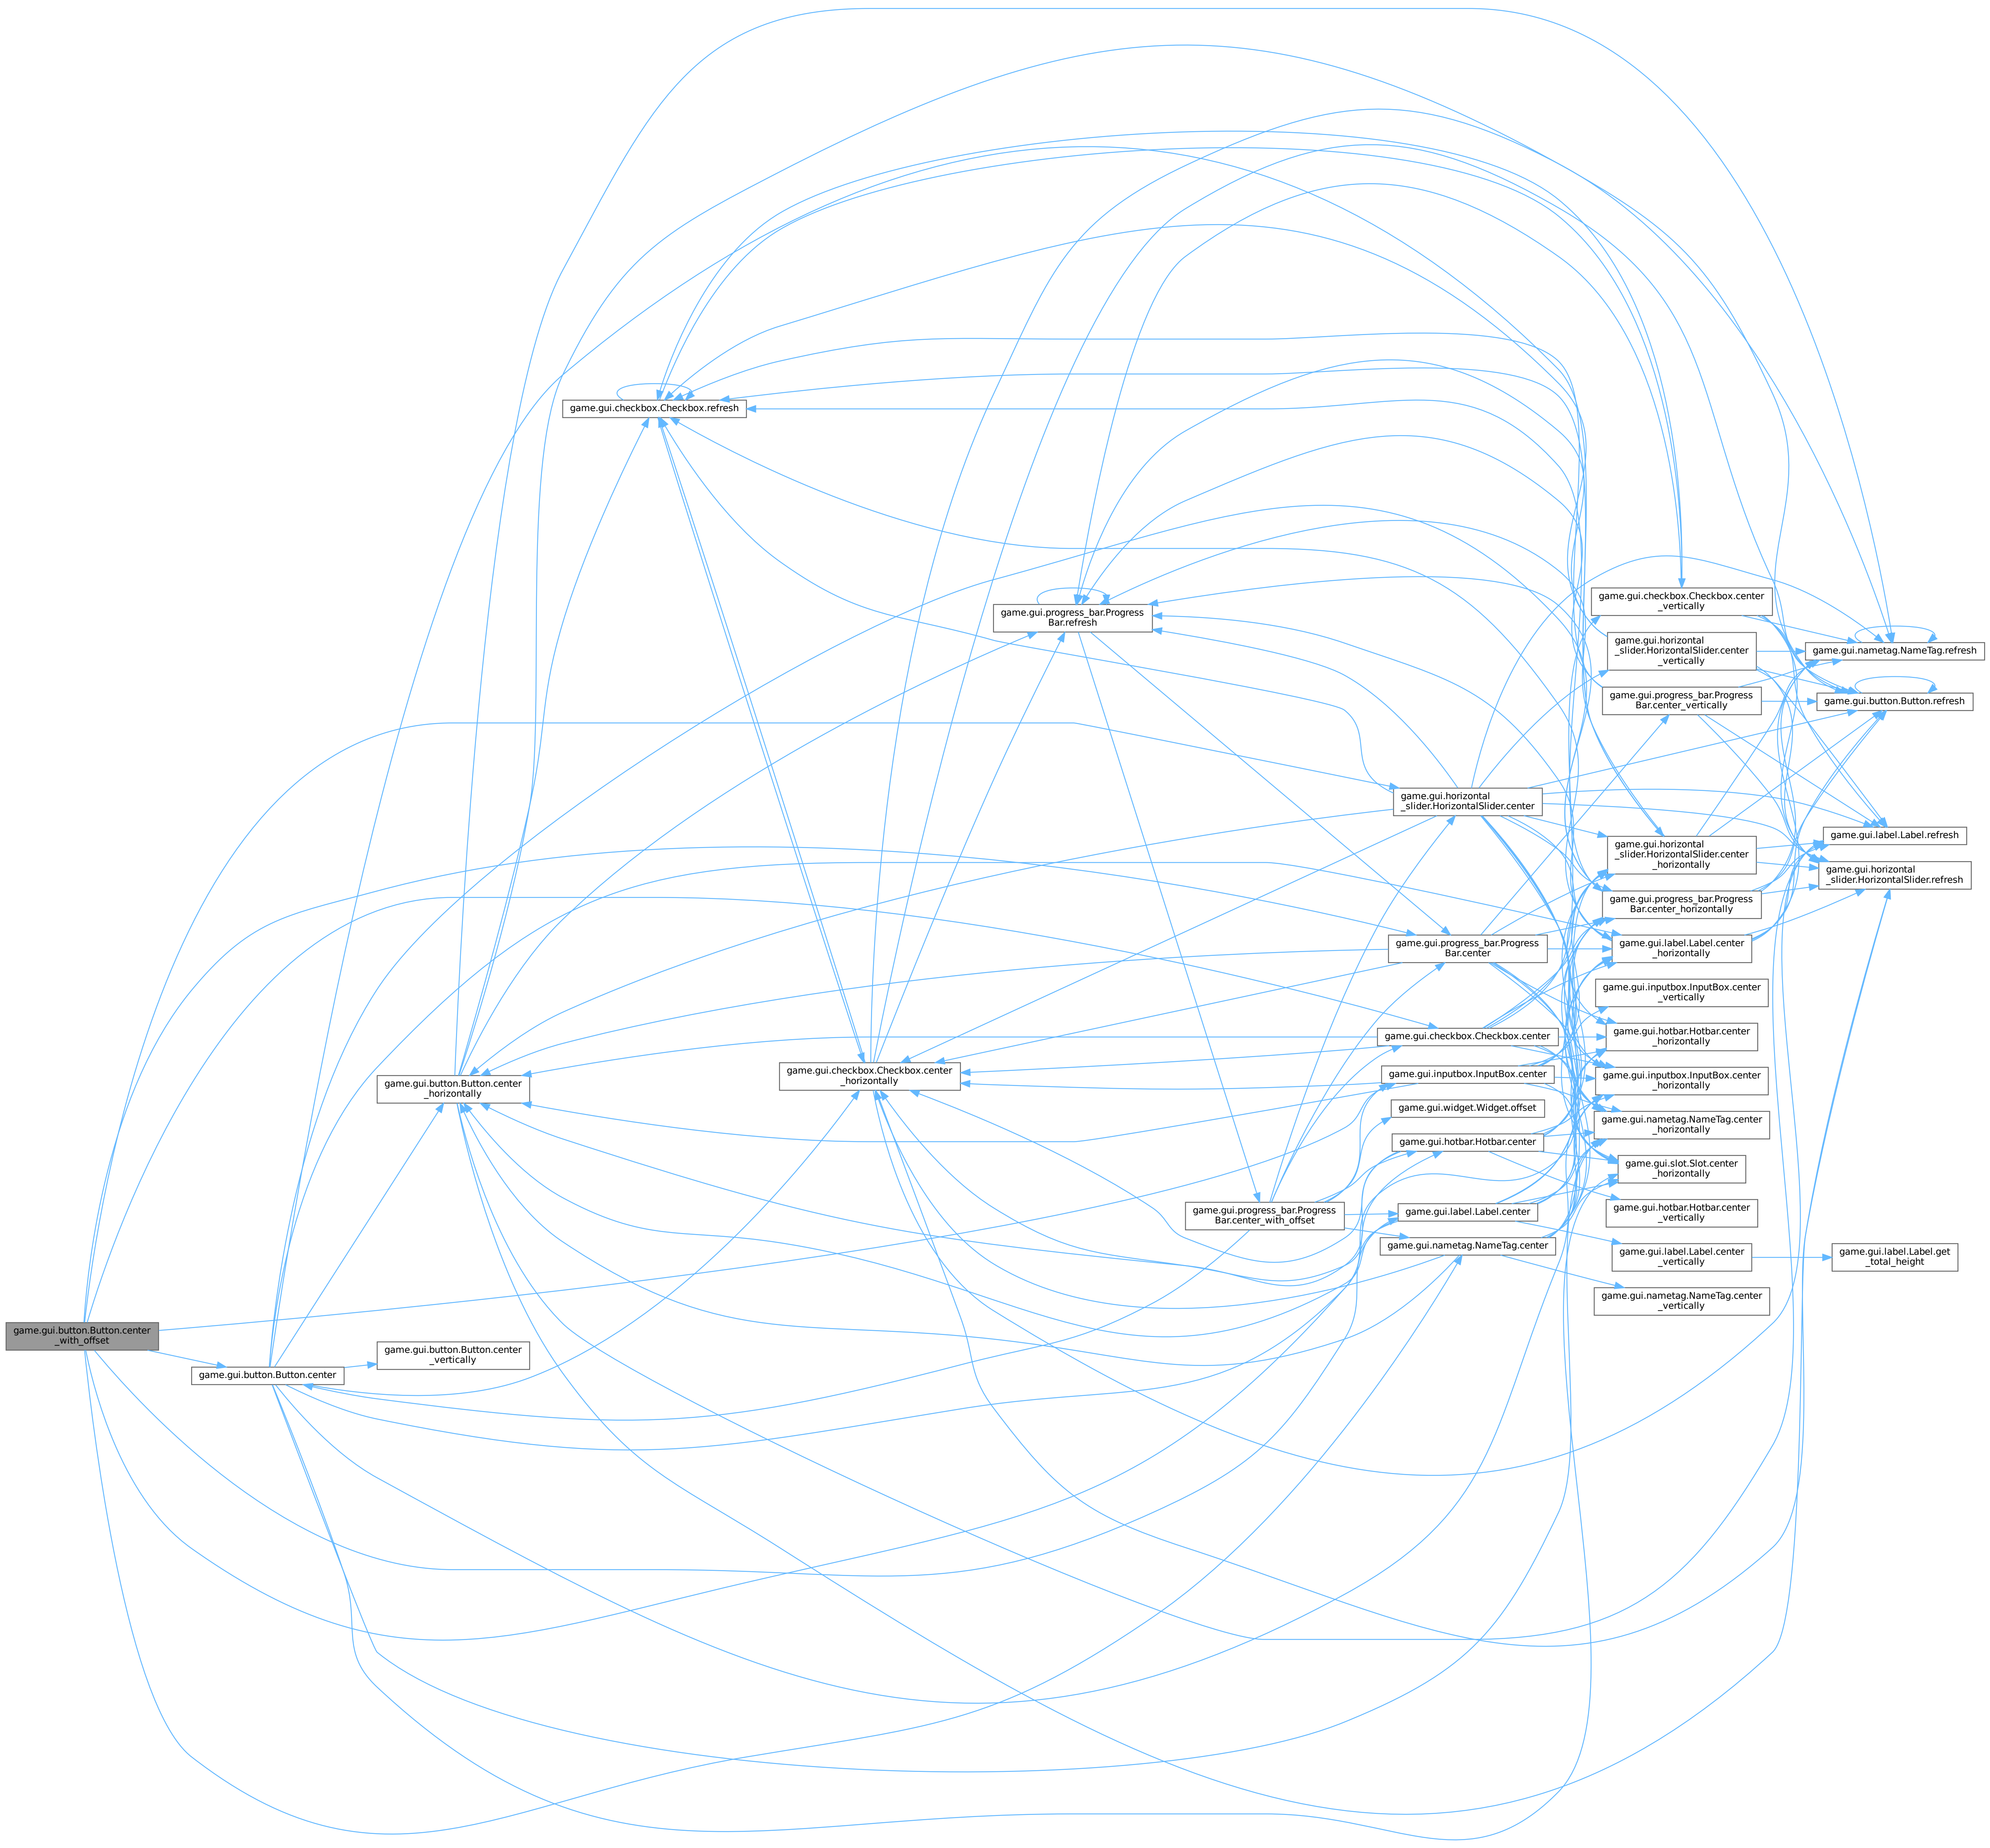 game.gui.checkbox.Checkbox.refresh
game.gui.checkbox.Checkbox.center
_vertically
game.gui.progress_bar.Progress
Bar.refresh
game.gui.horizontal
_slider.HorizontalSlider.center
_vertically
game.gui.nametag.NameTag.refresh
game.gui.progress_bar.Progress
Bar.center_vertically
game.gui.button.Button.refresh
game.gui.horizontal
_slider.HorizontalSlider.center
game.gui.label.Label.refresh
game.gui.horizontal
_slider.HorizontalSlider.center
_horizontally
game.gui.horizontal
_slider.HorizontalSlider.refresh
game.gui.progress_bar.Progress
Bar.center_horizontally
game.gui.progress_bar.Progress
Bar.center
game.gui.label.Label.center
_horizontally
game.gui.inputbox.InputBox.center
_vertically
game.gui.checkbox.Checkbox.center
game.gui.hotbar.Hotbar.center
_horizontally
game.gui.button.Button.center
_horizontally
game.gui.checkbox.Checkbox.center
_horizontally
game.gui.inputbox.InputBox.center
game.gui.inputbox.InputBox.center
_horizontally
game.gui.widget.Widget.offset
game.gui.nametag.NameTag.center
_horizontally
game.gui.hotbar.Hotbar.center
game.gui.slot.Slot.center
_horizontally
game.gui.progress_bar.Progress
Bar.center_with_offset
game.gui.label.Label.center
game.gui.hotbar.Hotbar.center
_vertically
game.gui.nametag.NameTag.center
game.gui.label.Label.center
_vertically
game.gui.label.Label.get
_total_height
game.gui.nametag.NameTag.center
_vertically
game.gui.button.Button.center
_with_offset
game.gui.button.Button.center
_vertically
game.gui.button.Button.center